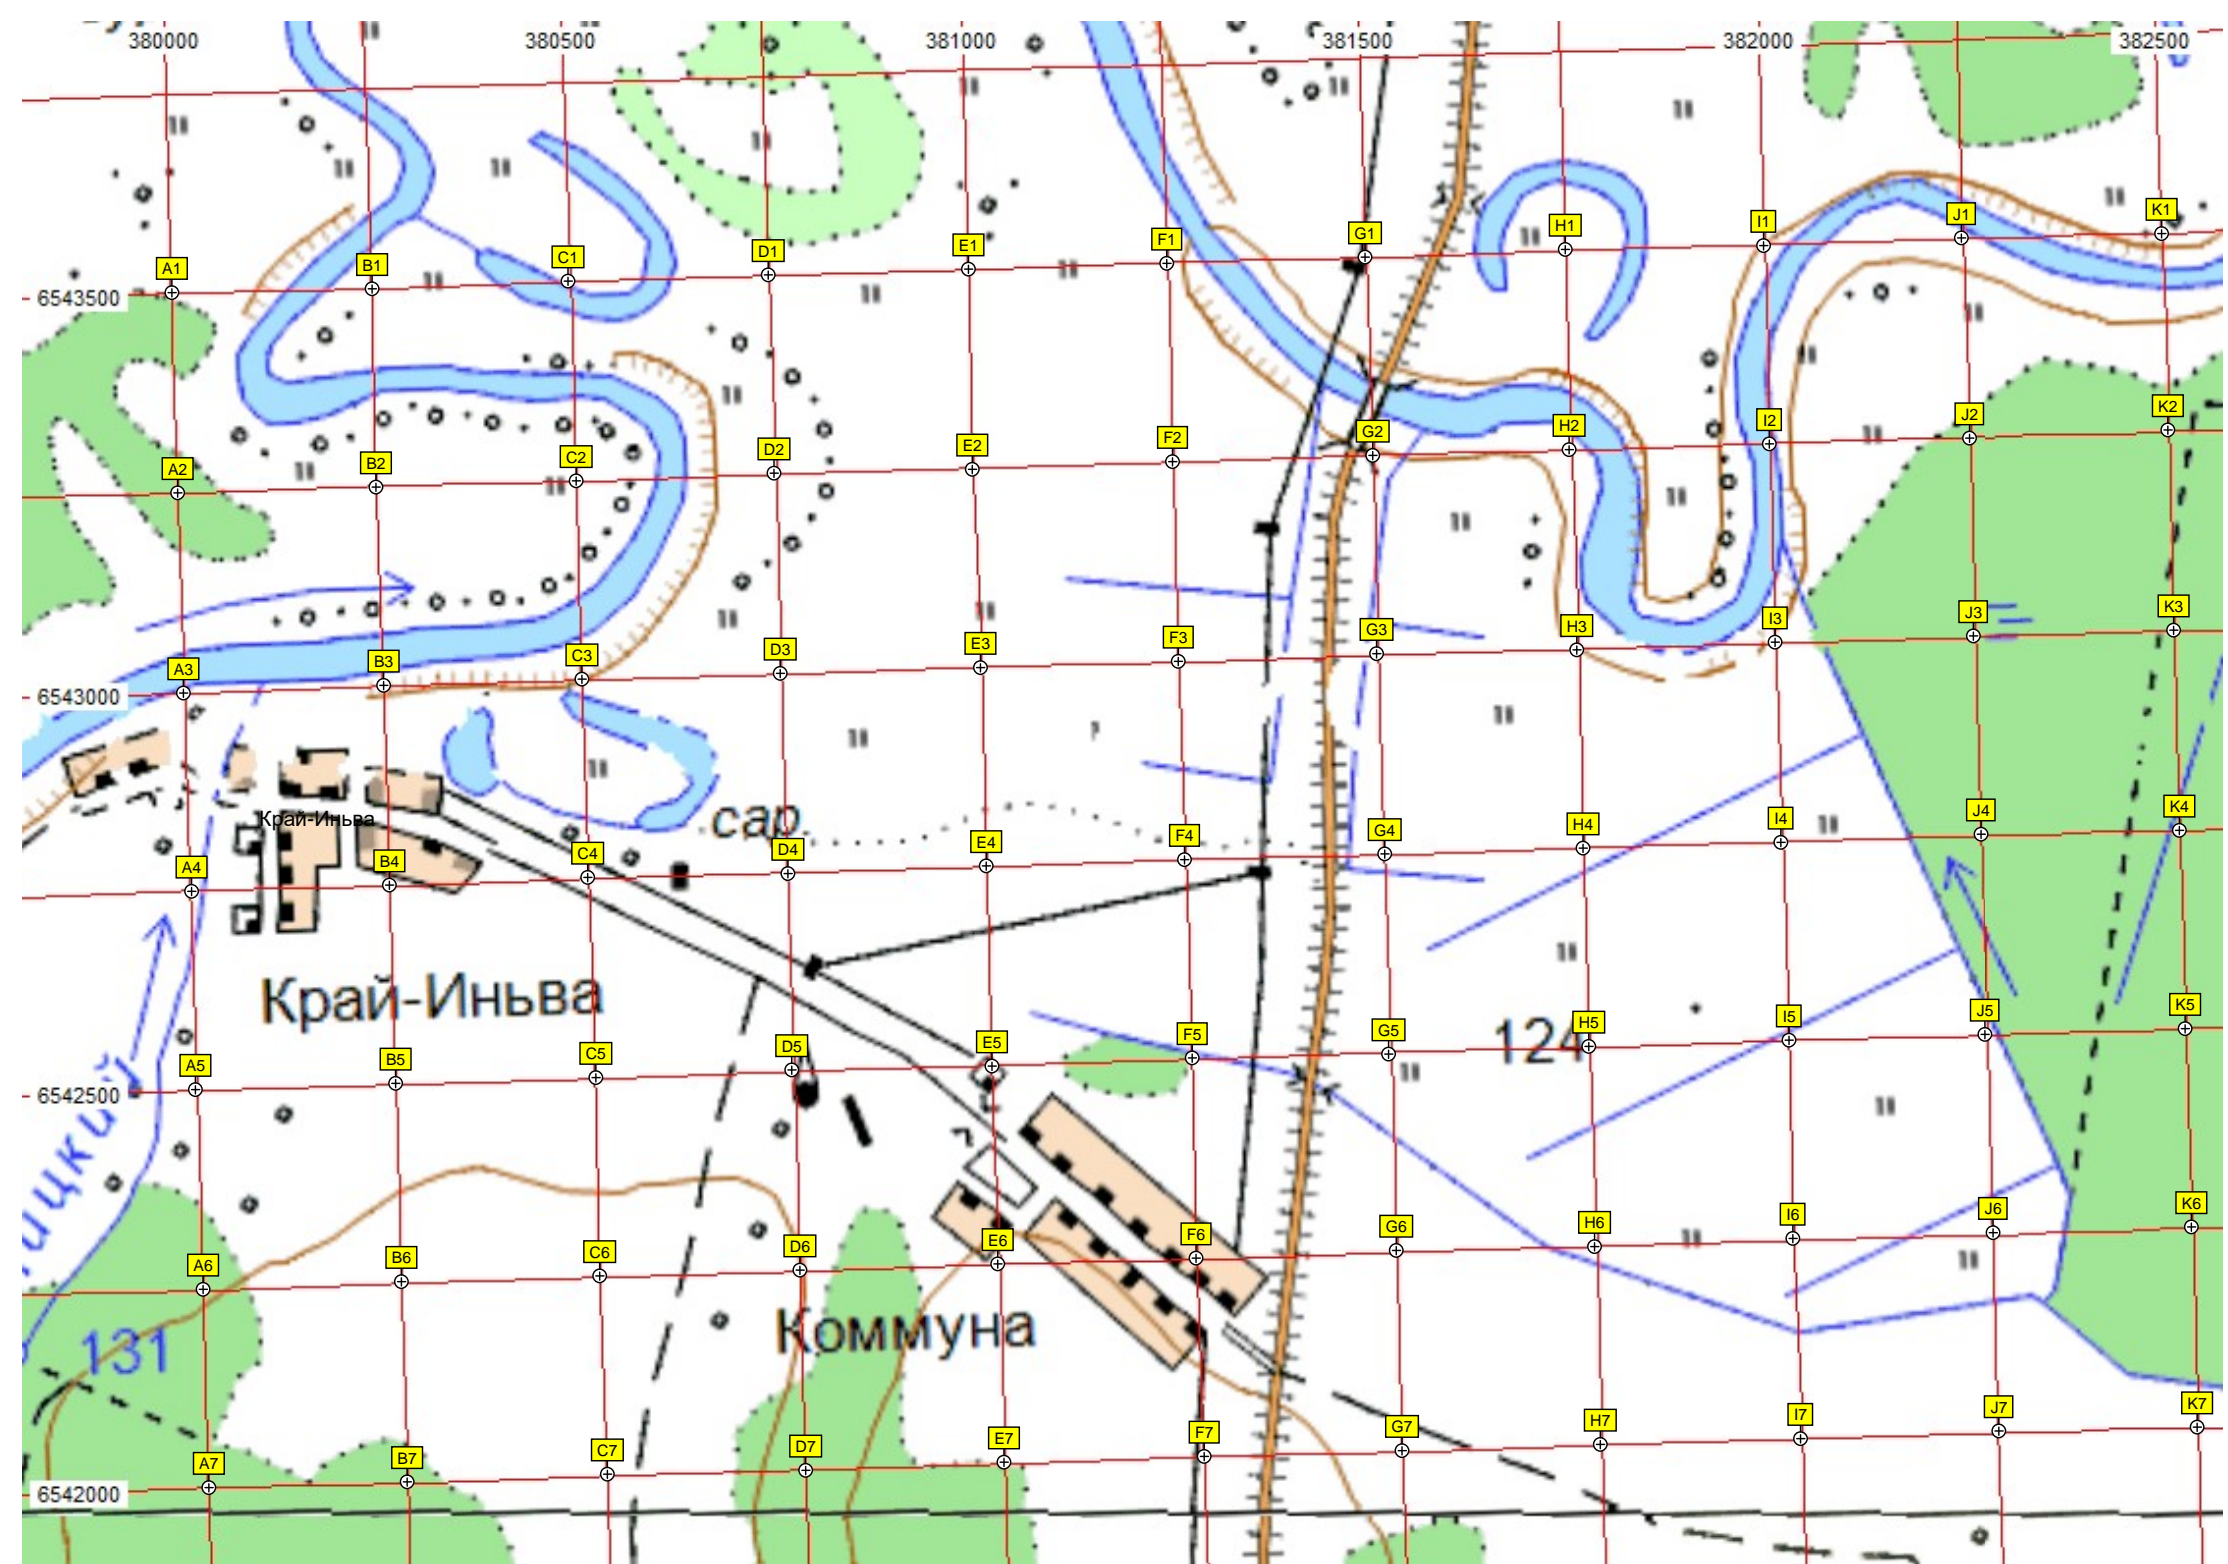 380000 380500 381000 381500 382000 382500
A1 B1 C1 D1 E1 F1 G1 H1 I1 J1 K1
6543500
A2 B2 C2 D2 E2 F2 G2 H2 I2 J2 K2
A3 B3 C3 D3 E3 F3 G3 H3 I3 J3 K3
6543000
Край-Иньва
сар.
A4 B4 C4 D4 E4 F4 G4 H4 I4 J4 K4
Край-Иньва
124
A5 B5 C5 D5 E5 F5 G5 H5 I5 J5 K5
6542500
ицкий
A6 B6 C6 D6 E6 F6 G6 H6 I6 J6 K6
131
Коммуна
A7 B7 C7 D7 E7 F7 G7 H7 I7 J7 K7
6542000